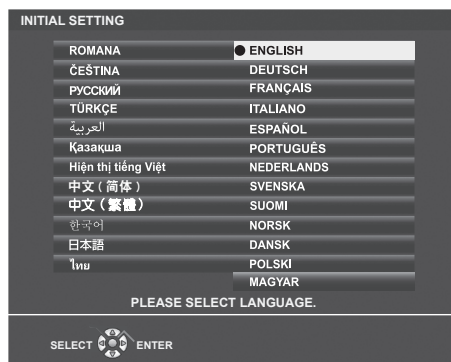 INITIAL SETTING
ROMANA
ČEŠTINA
РУССКИЙ
TÜRKÇE
العربية
Қазақша
Hiện thị tiếng Việt
中文 ( 简体 )
中文 ( 繁體 )
한국어
日本語
ไทย
ENGLISH
DEUTSCH
FRANÇAIS
ITALIANO
ESPAÑOL
PORTUGUÊS
NEDERLANDS
SVENSKA
SUOMI
NORSK
DANSK
POLSKI
MAGYAR
PLEASE SELECT LANGUAGE.
SELECT ENTER